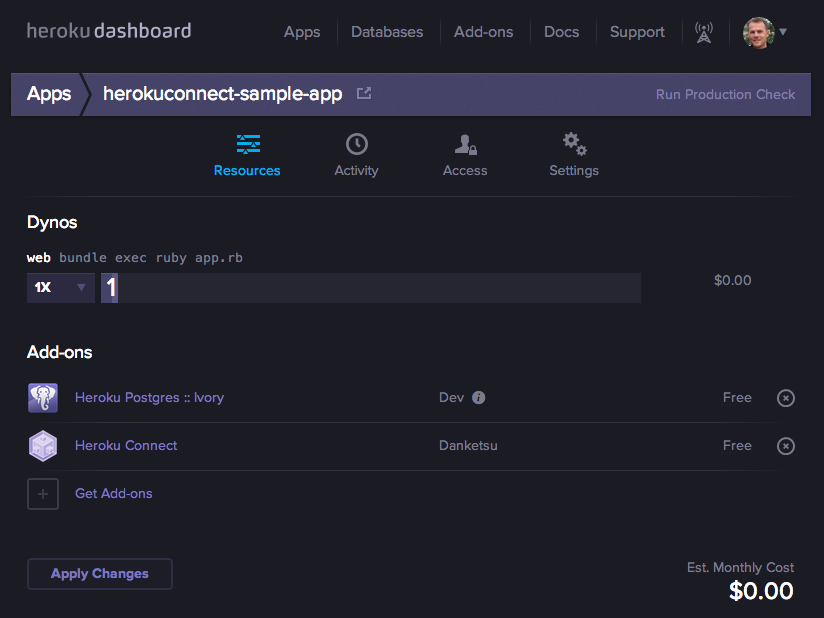 heroku dashboard
Apps Databases Add-ons Docs Support
Apps herokuconnect-sample-app Run Production Check
Resources Activity Access Settings
Dynos
web bundle exec ruby app.rb
1X 1 $0.00
Add-ons
Heroku Postgres :: Ivory Dev Free
Heroku Connect Danketsu Free
Get Add-ons
Apply Changes
Est. Monthly Cost
$0.00